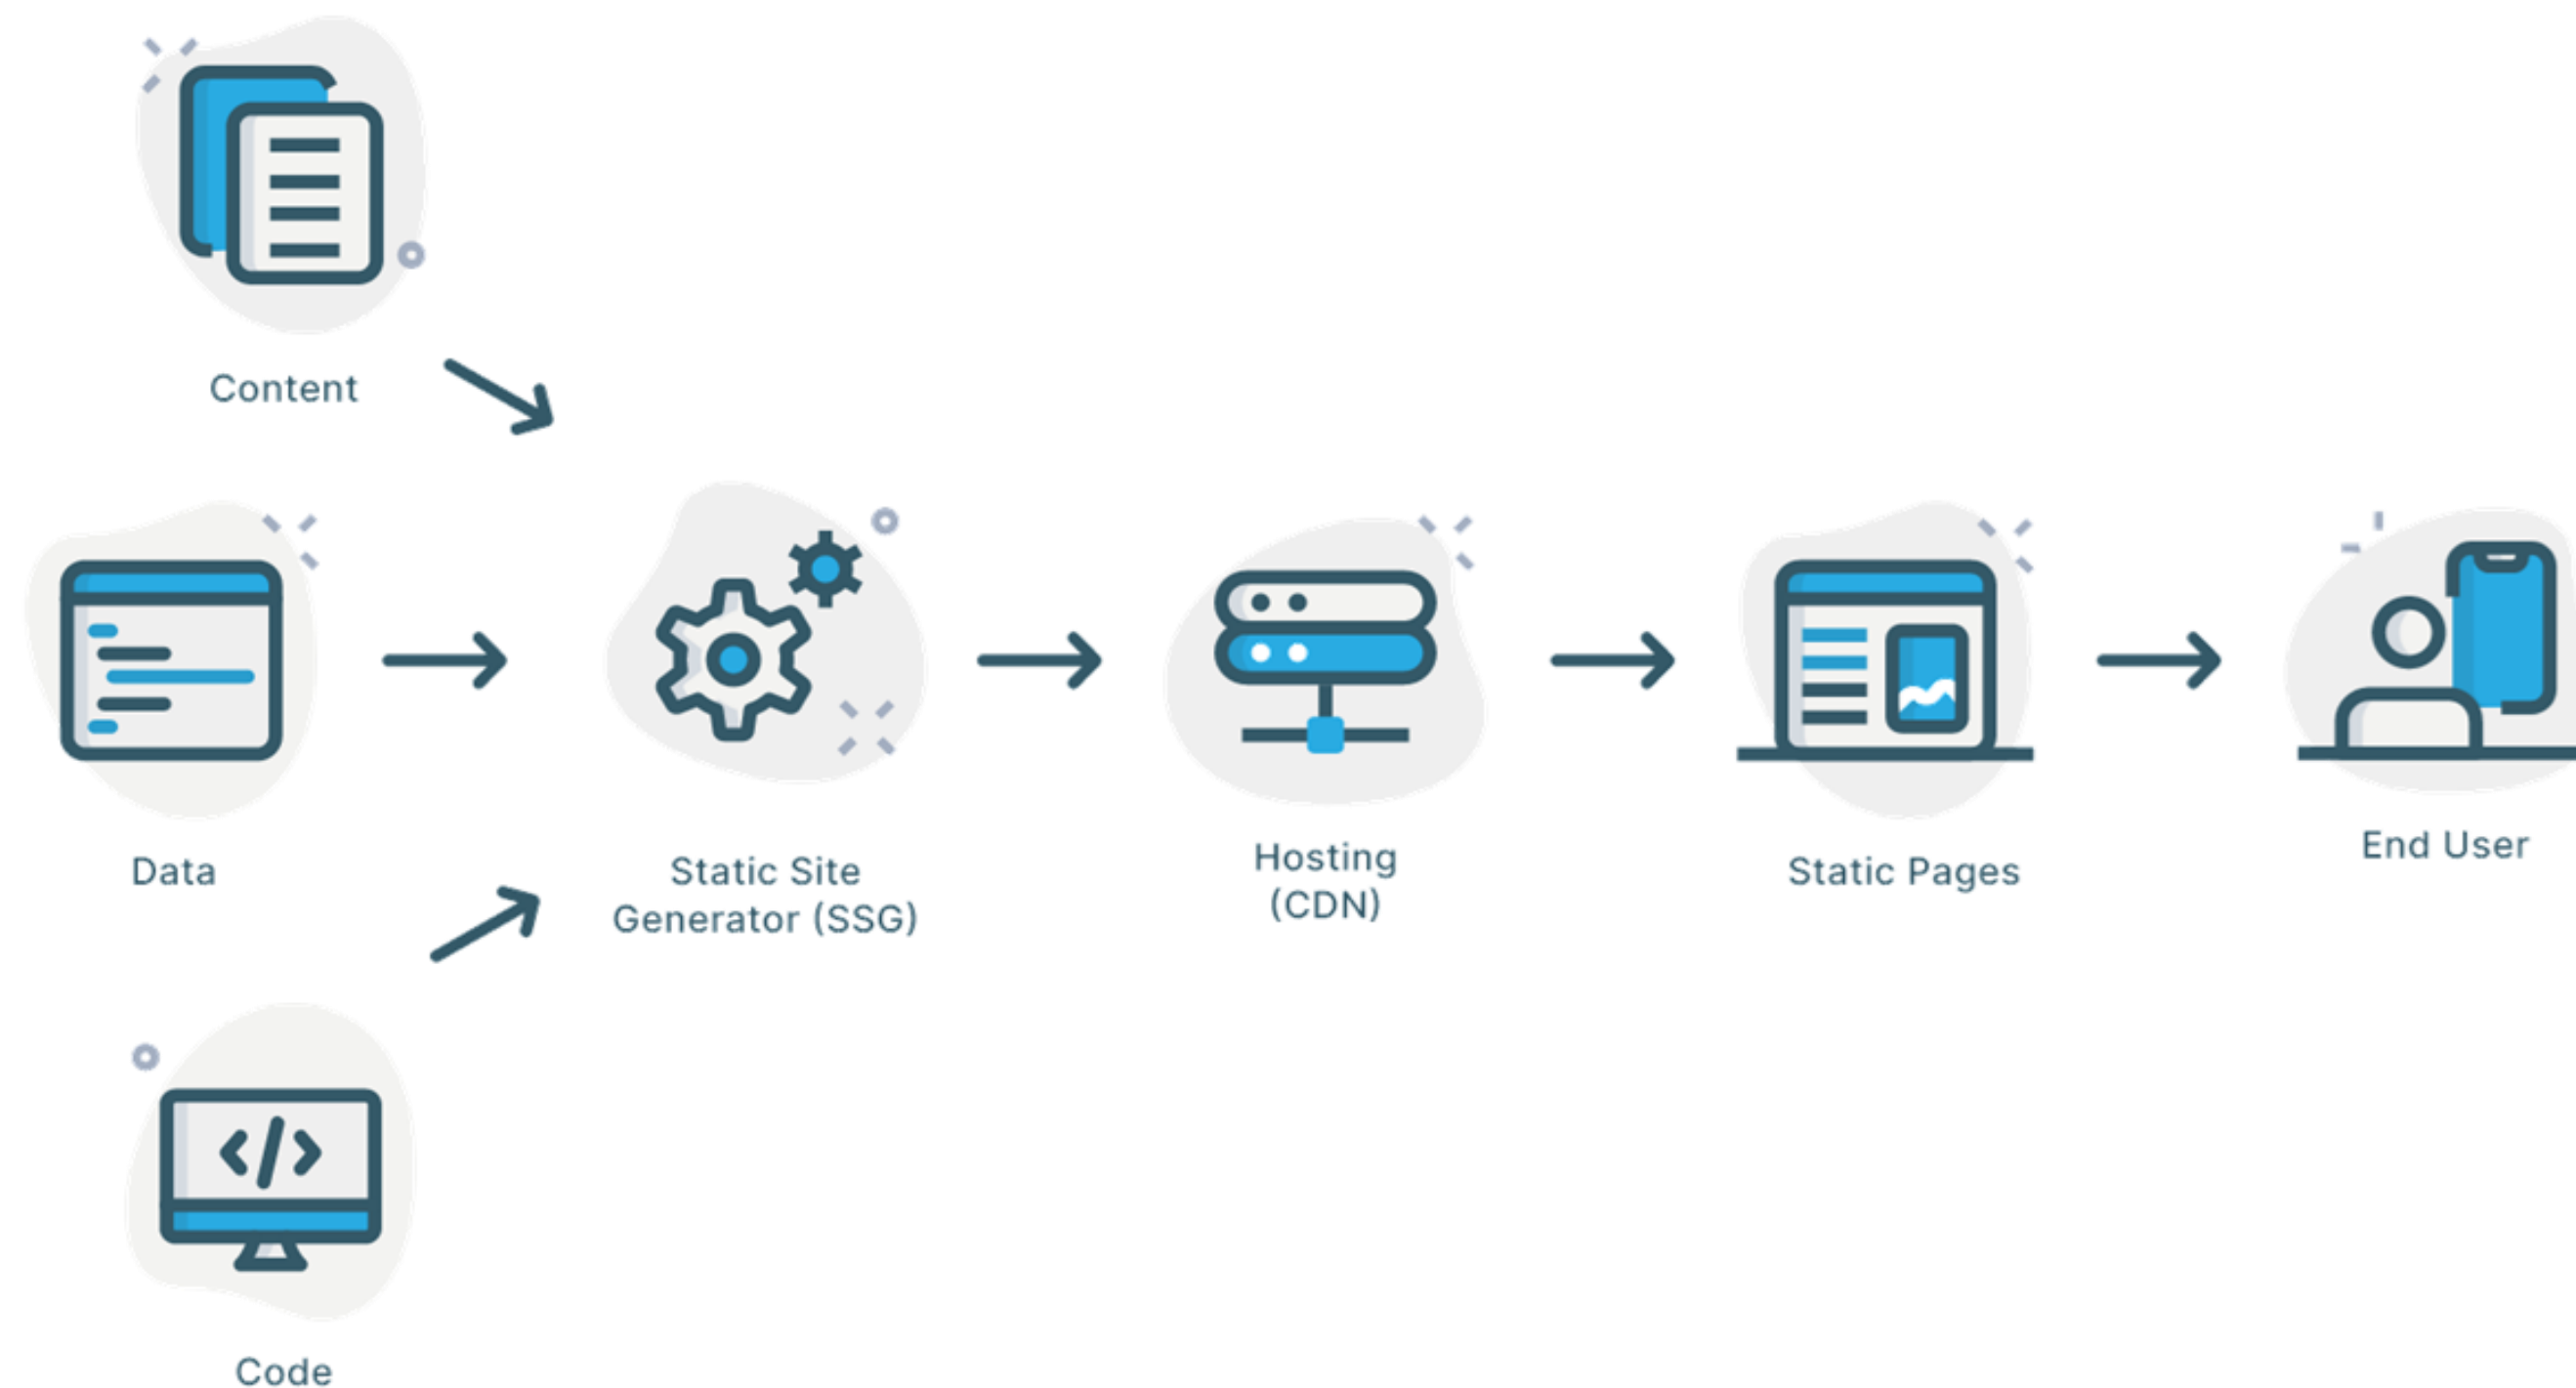 Content
Data
Static Site
Generator (SSG)
Hosting
(CDN)
Static Pages
End User
Code